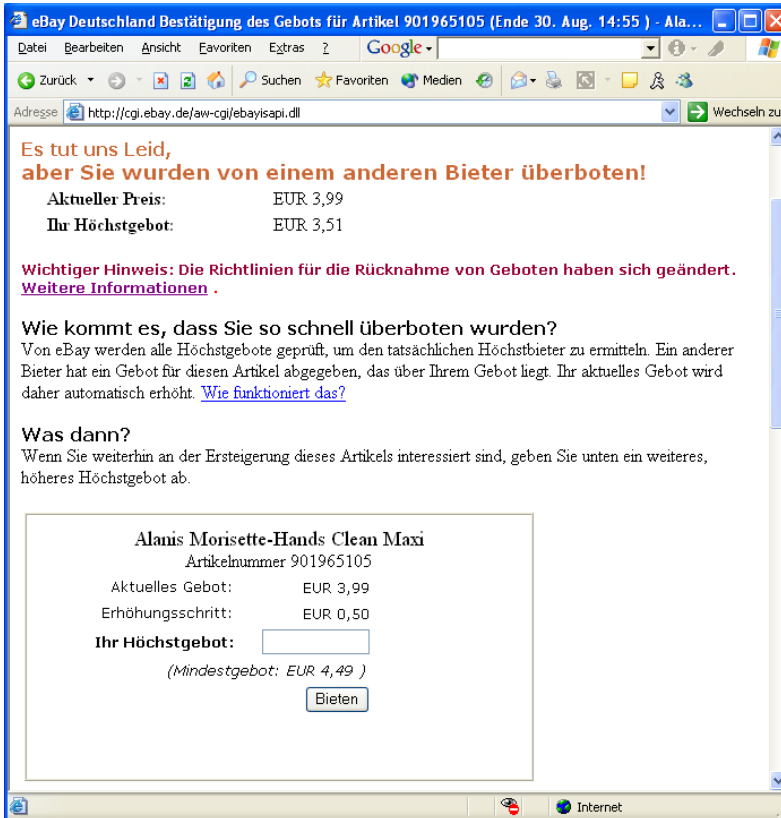 eBay Deutschland Bestätigung des Gebots für Artikel 901965105 (Ende 30. Aug. 14:55 ) - Ala...
Datei Bearbeiten Ansicht Favoriten Extras ? Google
Zurück Suchen Favoriten Medien
Adresse http://cgi.ebay.de/aw-cgi/ebayisapi.dll Wechseln zu
Es tut uns Leid,
aber Sie wurden von einem anderen Bieter überboten!
Aktueller Preis: EUR 3,99
Ihr Höchstgebot: EUR 3,51
Wichtiger Hinweis: Die Richtlinien für die Rücknahme von Geboten haben sich geändert.
Weitere Informationen .
Wie kommt es, dass Sie so schnell überboten wurden?
Von eBay werden alle Höchstgebote geprüft, um den tatsächlichen Höchstbieter zu ermitteln. Ein anderer
Bieter hat ein Gebot für diesen Artikel abgegeben, das über Ihrem Gebot liegt. Ihr aktuelles Gebot wird
daher automatisch erhöht. Wie funktioniert das?
Was dann?
Wenn Sie weiterhin an der Ersteigerung dieses Artikels interessiert sind, geben Sie unten ein weiteres,
höheres Höchstgebot ab.
Alanis Morisette-Hands Clean Maxi
Artikelnummer 901965105
Aktuelles Gebot: EUR 3,99
Erhöhungsschritt: EUR 0,50
Ihr Höchstgebot:
(Mindestgebot: EUR 4,49 )
Bieten
Internet